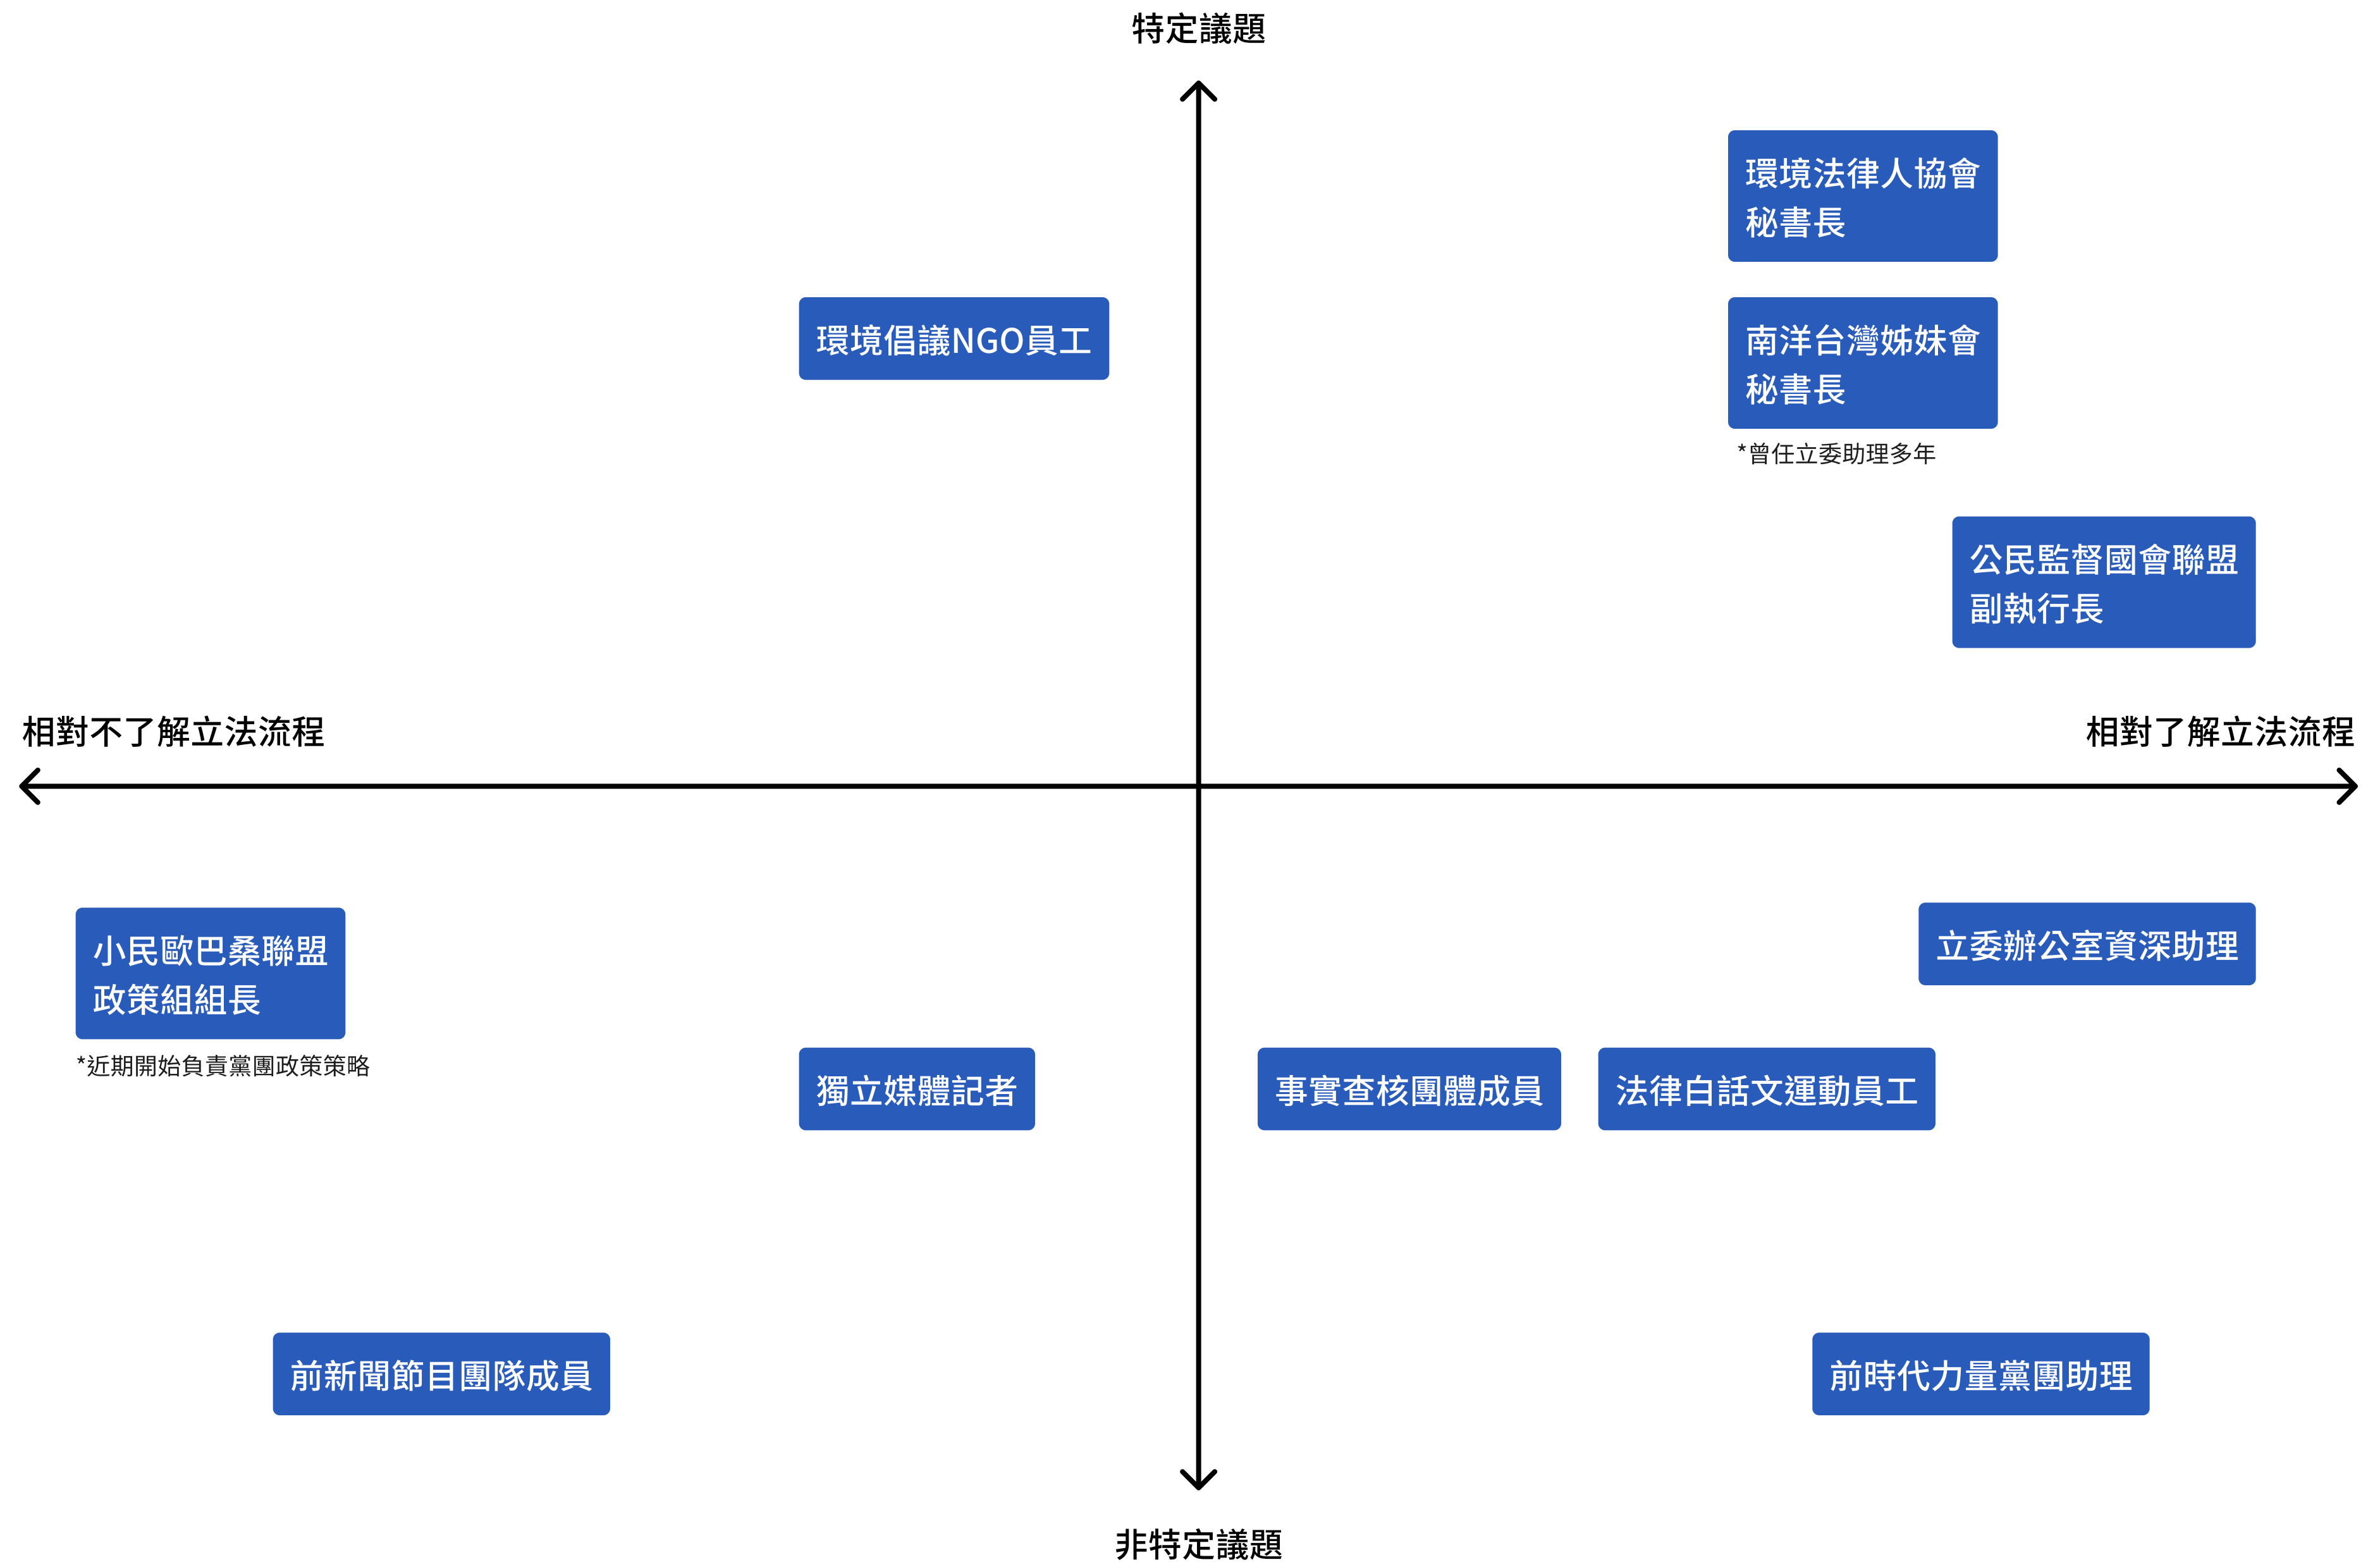 特定議題
環境法律人協會
秘書長
環境倡議NGO員工
南洋台灣姊妹會
秘書長
*曾任立委助理多年
公民監督國會聯盟
副執行長
相對不了解立法流程
相對了解立法流程
小民歐巴桑聯盟
政策組組長
*近期開始負責黨團政策策略
立委辦公室資深助理
獨立媒體記者
事實查核團體成員
法律白話文運動員工
前新聞節目團隊成員
前時代力量黨團助理
非特定議題